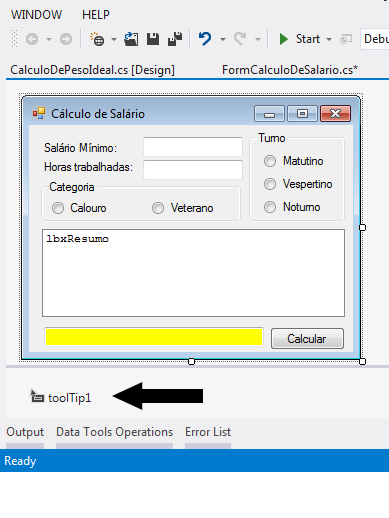 WINDOW HELP
Start Debu
CalculoDePesoIdeal.cs [Design] FormCalculoDeSalario.cs*
Cálculo de Salário
Salário Mínimo:
Horas trabalhadas:
Turno
Matutino
Vespertino
Noturno
Categoria
Calouro Veterano
lbxResumo
Calcular
toolTip1
Output Data Tools Operations Error List
Ready